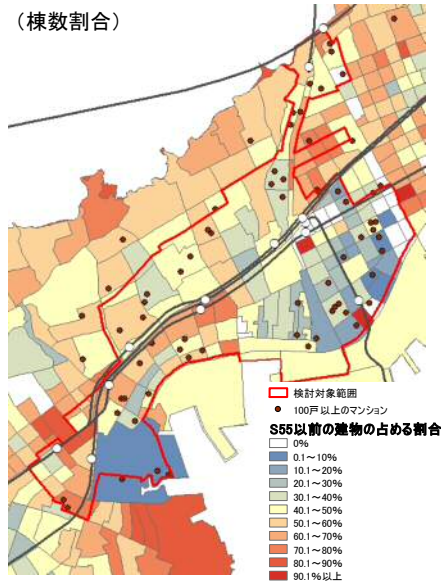 （棟数割合）
検討対象範囲
100戸以上のマンション
S55以前の建物の占める割合
0%
0.1～10%
10.1～20%
20.1～30%
30.1～40%
40.1～50%
50.1～60%
60.1～70%
70.1～80%
80.1～90%
90.1%以上